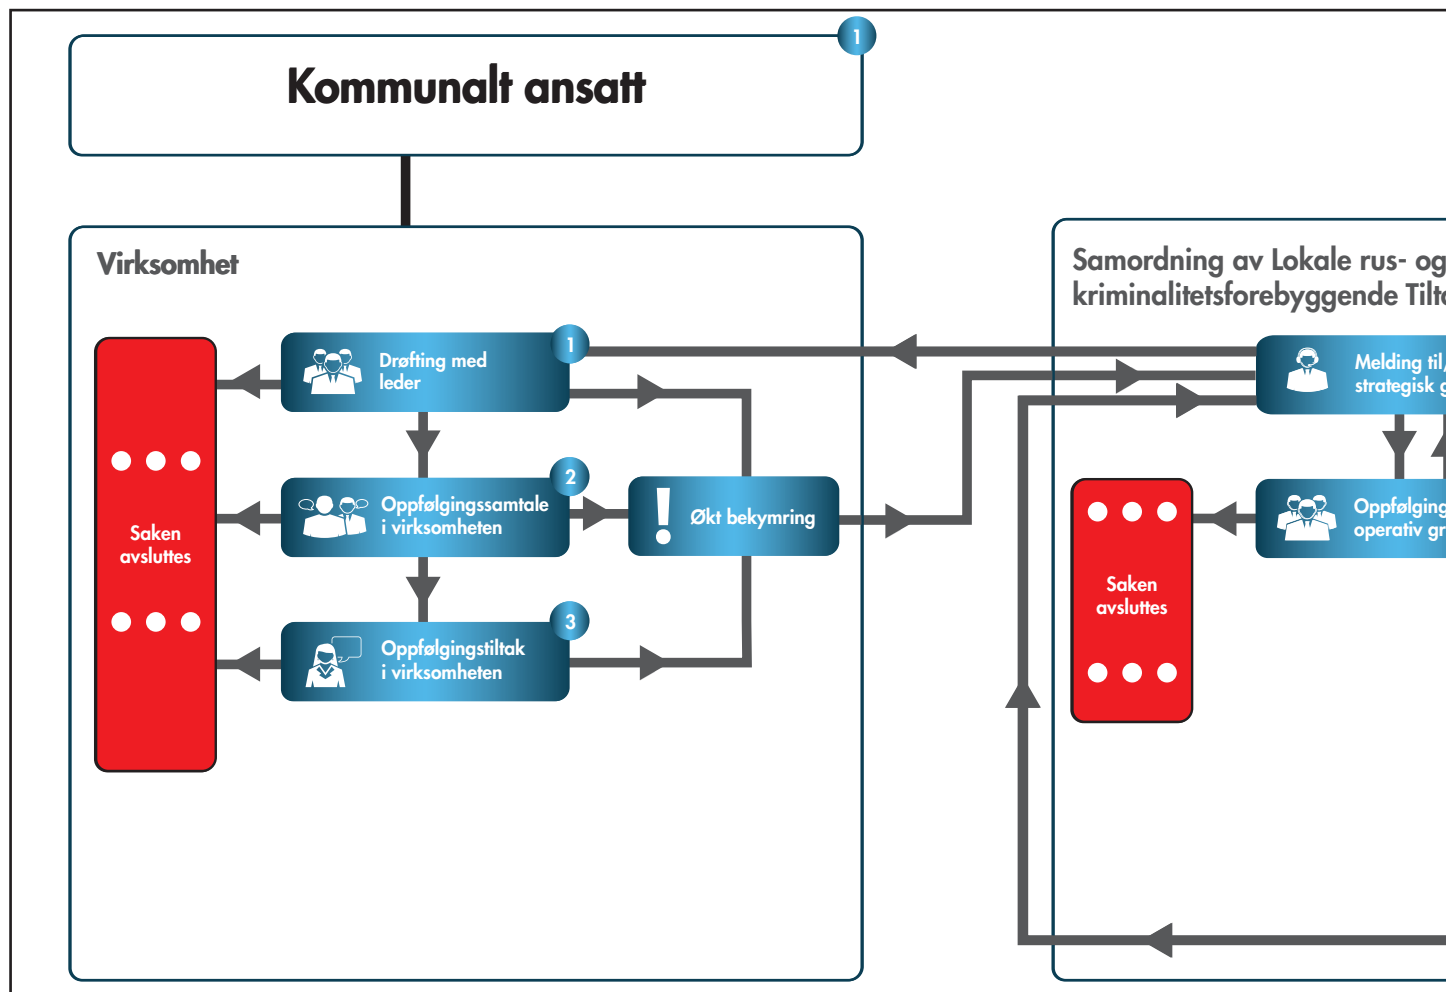 1
Kommunalt ansatt
Virksomhet
1
Drøfting med
leder
2
Oppfølgingssamtale
i virksomheten
3
Oppfølgingstiltak
i virksomheten
Saken
avsluttes
Økt bekymring
Samordning av Lokale rus- og
kriminalitetsforebyggende
Melding til/
strategisk
Oppfølging
operativ
Saken
avsluttes